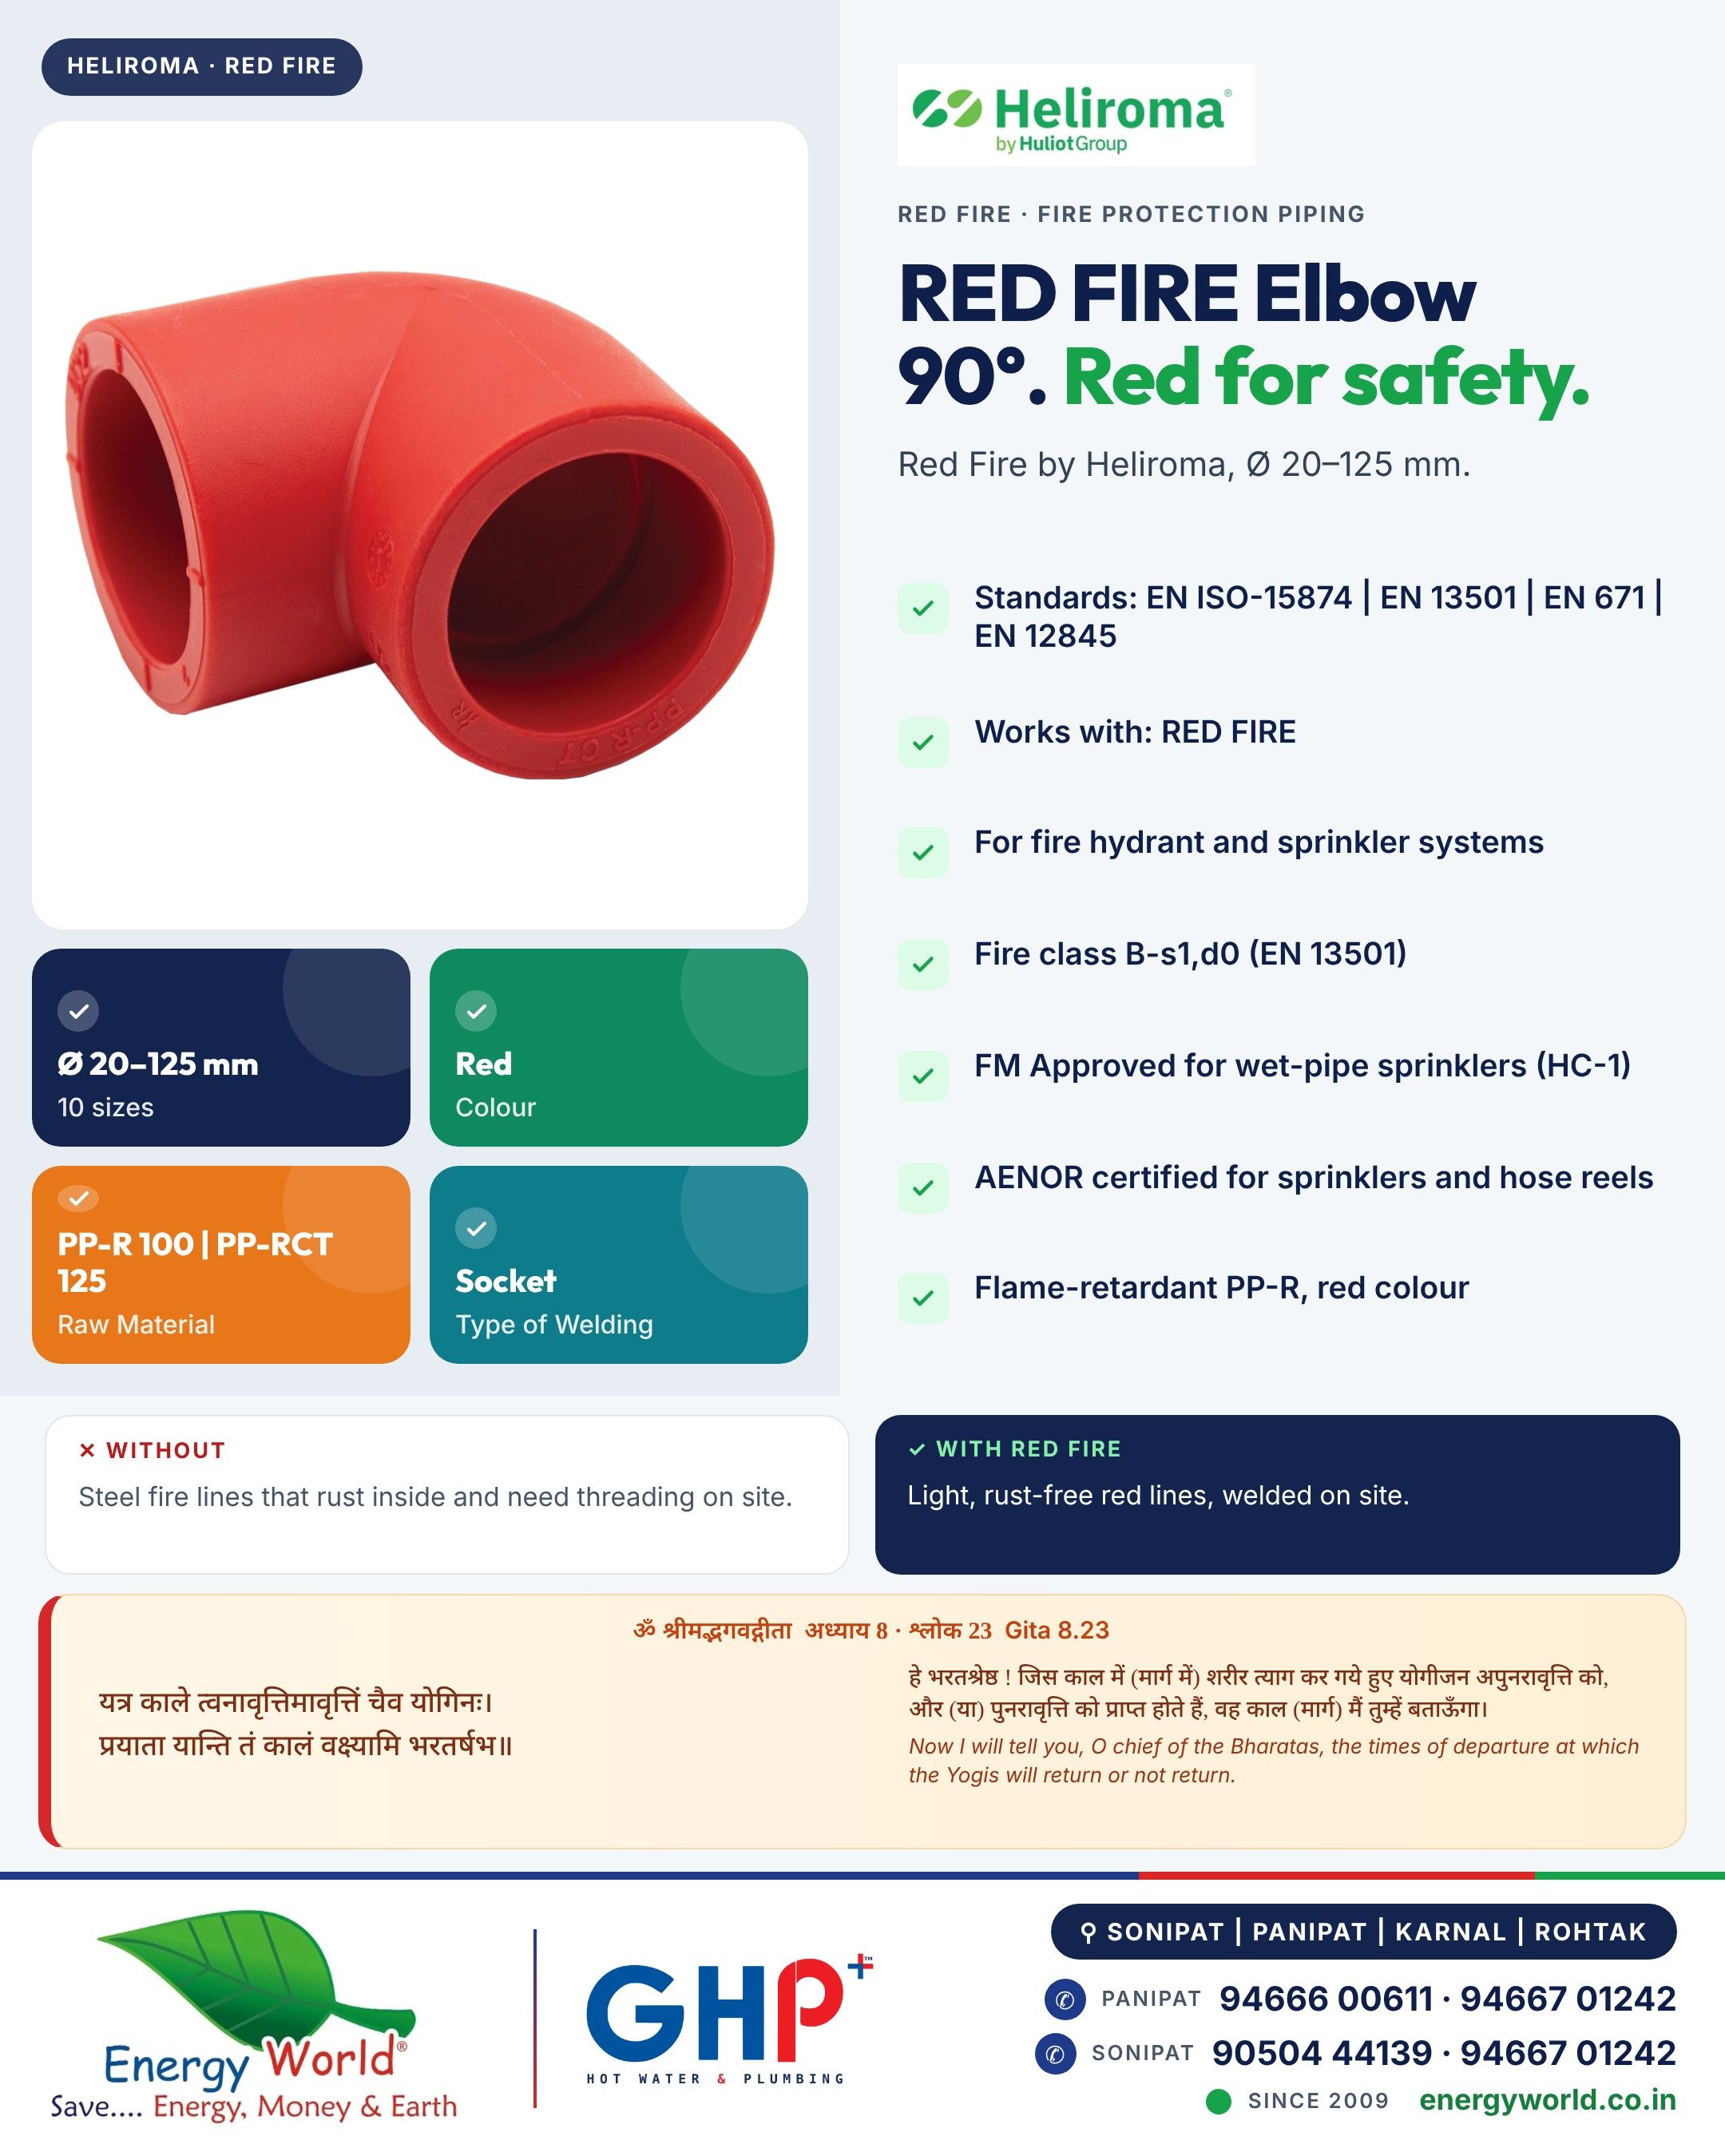 HELIROMA · RED FIRE
Heliroma®
by Huliot Group
RED FIRE · FIRE PROTECTION PIPING
RED FIRE Elbow
90°. Red for safety.
Red Fire by Heliroma, Ø 20–125 mm.
PP-R CT
Standards: EN ISO-15874 | EN 13501 | EN 671 |
EN 12845
Works with: RED FIRE
For fire hydrant and sprinkler systems
Fire class B-s1,d0 (EN 13501)
FM Approved for wet-pipe sprinklers (HC-1)
AENOR certified for sprinklers and hose reels
Flame-retardant PP-R, red colour
Ø 20–125 mm
10 sizes
Red
Colour
PP-R 100 | PP-RCT
125
Raw Material
Socket
Type of Welding
× WITHOUT
Steel fire lines that rust inside and need threading on site.
✓ WITH RED FIRE
Light, rust-free red lines, welded on site.
ॐ श्रीमद्भगवद्गीता अध्याय 8 · श्लोक 23 Gita 8.23
यत्र काले त्वनावृत्तिमावृत्तिं चैव योगिनः।
प्रयाता यान्ति तं कालं वक्ष्यामि भरतर्षभ॥
हे भरतश्रेष्ठ ! जिस काल में (मार्ग में) शरीर त्याग कर गये हुए योगीजन अपुनरावृत्ति को,
और (या) पुनरावृत्ति को प्राप्त होते हैं, वह काल (मार्ग) मैं तुम्हें बताऊँगा।
Now I will tell you, O chief of the Bharatas, the times of departure at which
the Yogis will return or not return.
Energy World®
Save.... Energy, Money & Earth
GHP+™
HOT WATER & PLUMBING
SONIPAT | PANIPAT | KARNAL | ROHTAK
PANIPAT 94666 00611 · 94667 01242
SONIPAT 90504 44139 · 94667 01242
SINCE 2009 energyworld.co.in